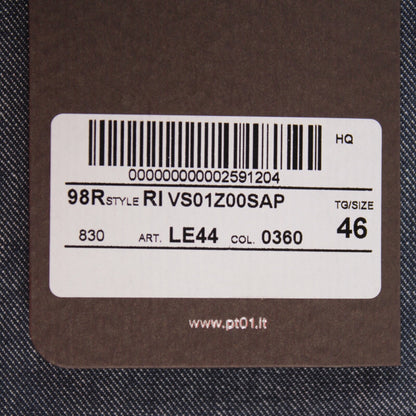 HQ
000000000002591204
98R STYLE RI VS01Z00SAP TG/SIZE
830 ART. LE44 COL. 0360 46
www.pt01.it